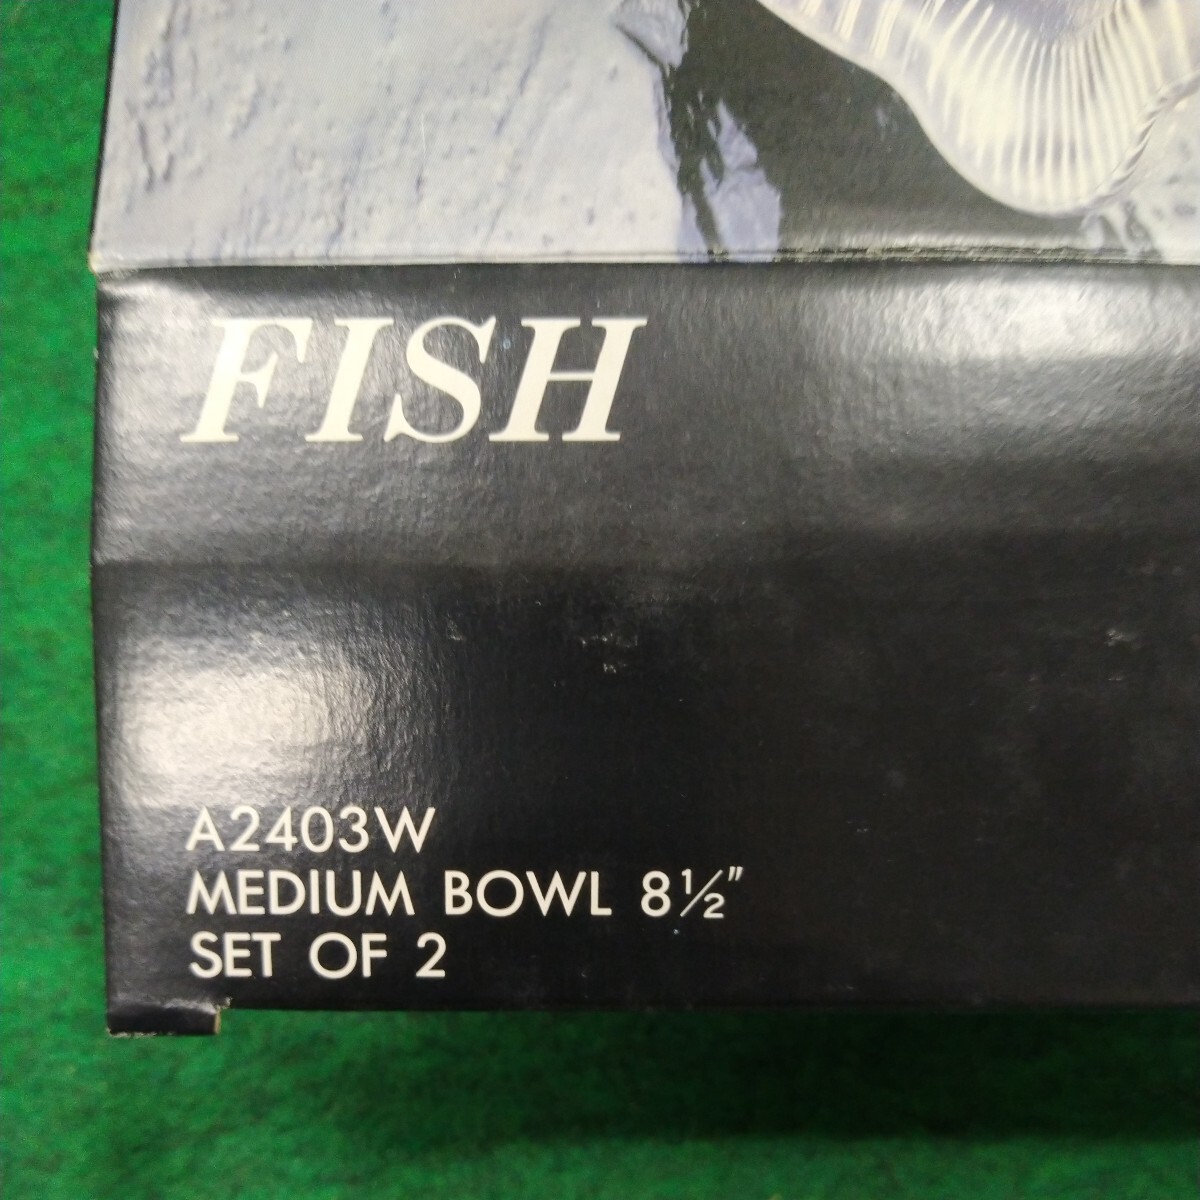 FISH
A2403W
MEDIUM BOWL 8½"
SET OF 2